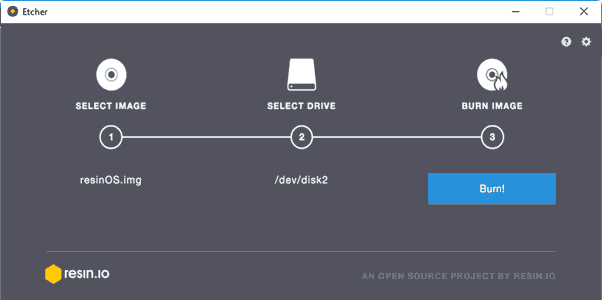 Etcher
SELECT IMAGE
SELECT DRIVE
BURN IMAGE
1
2
3
resinOS.img
/dev/disk2
Burn!
resin.io
AN OPEN SOURCE PROJECT BY RESIN.IO